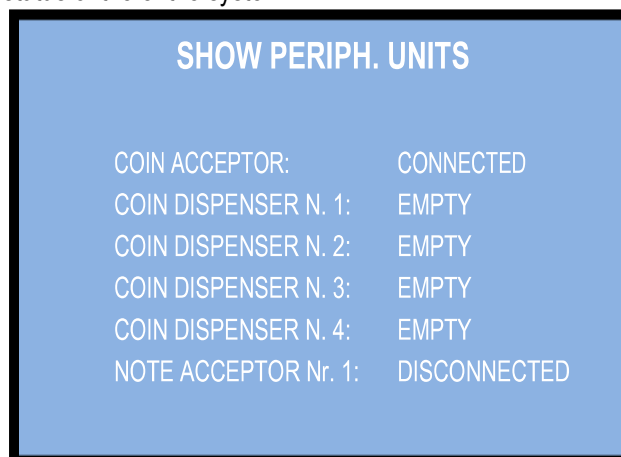 SHOW PERIPH. UNITS
COIN ACCEPTOR: CONNECTED
COIN DISPENSER N. 1: EMPTY
COIN DISPENSER N. 2: EMPTY
COIN DISPENSER N. 3: EMPTY
COIN DISPENSER N. 4: EMPTY
NOTE ACCEPTOR Nr. 1: DISCONNECTED